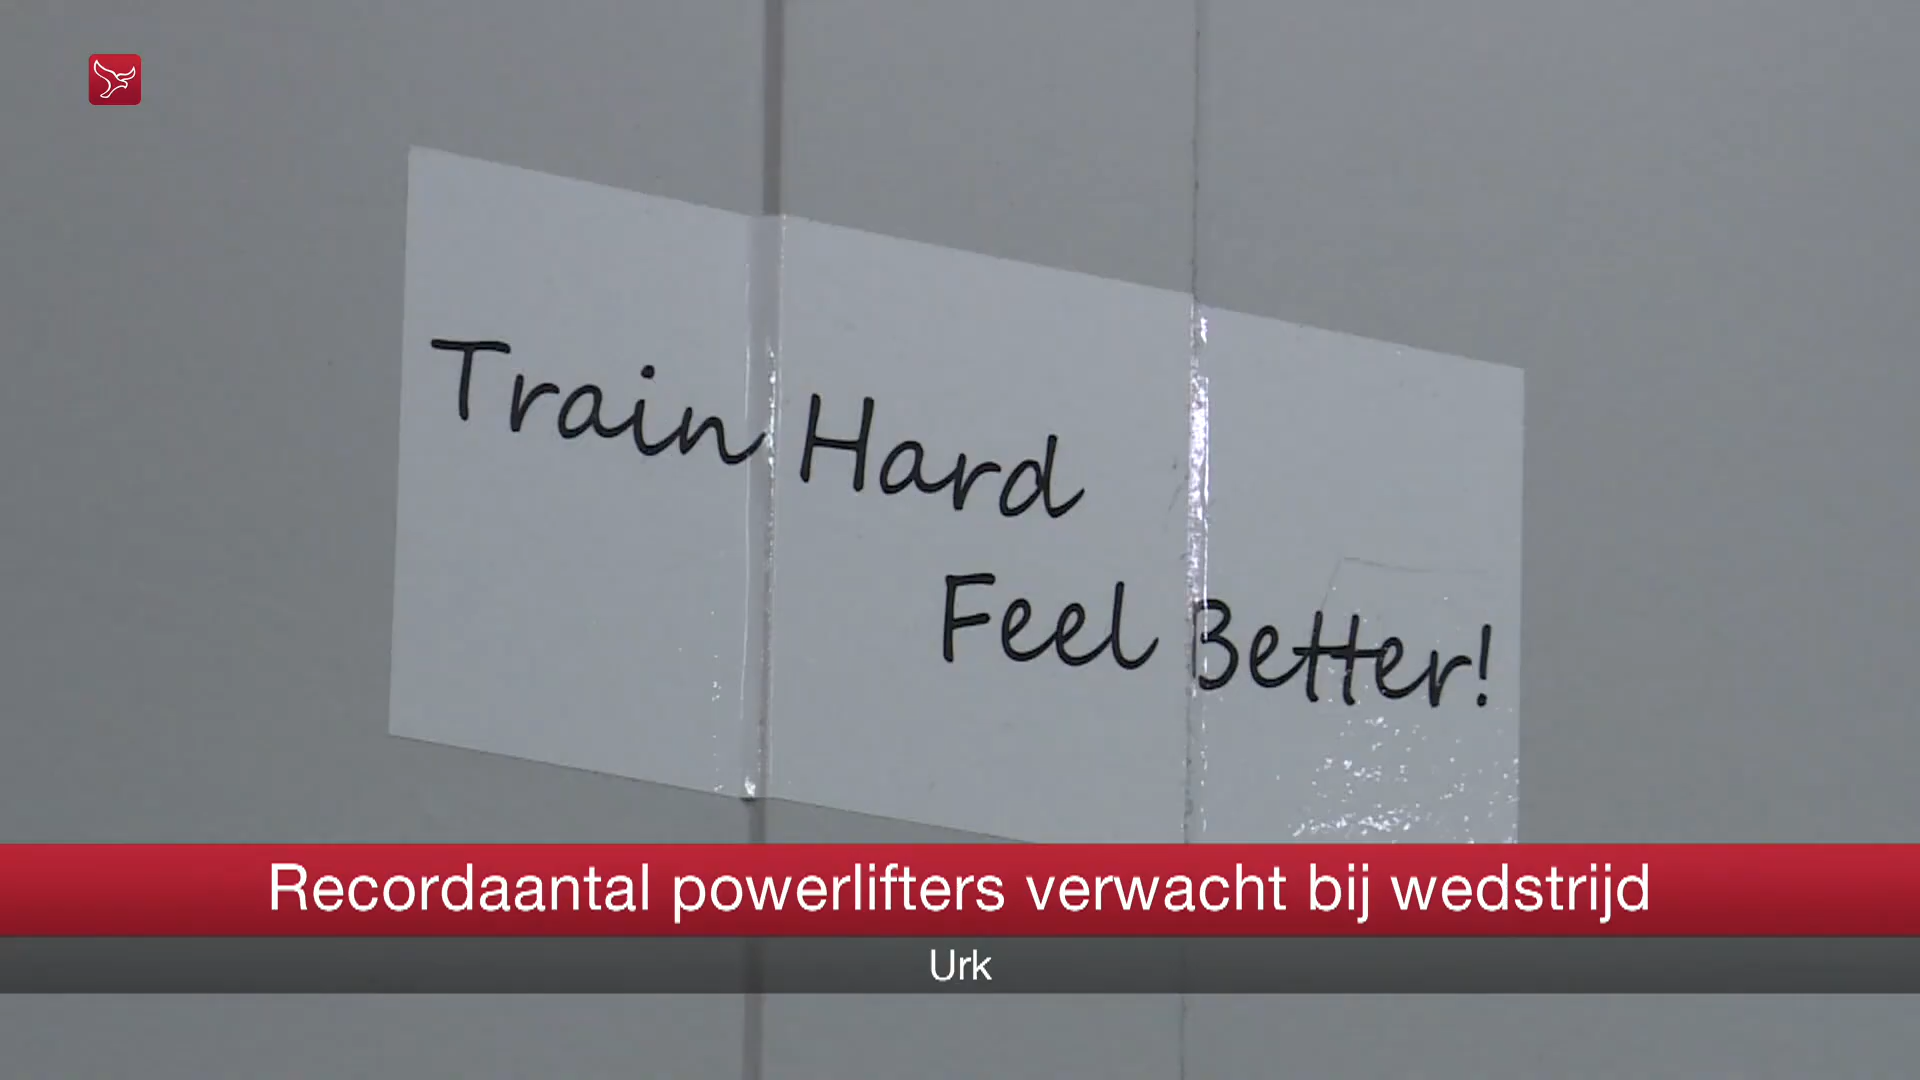 Train Hard
Feel Better!
Recordaantal powerlifters verwacht bij wedstrijd
Urk